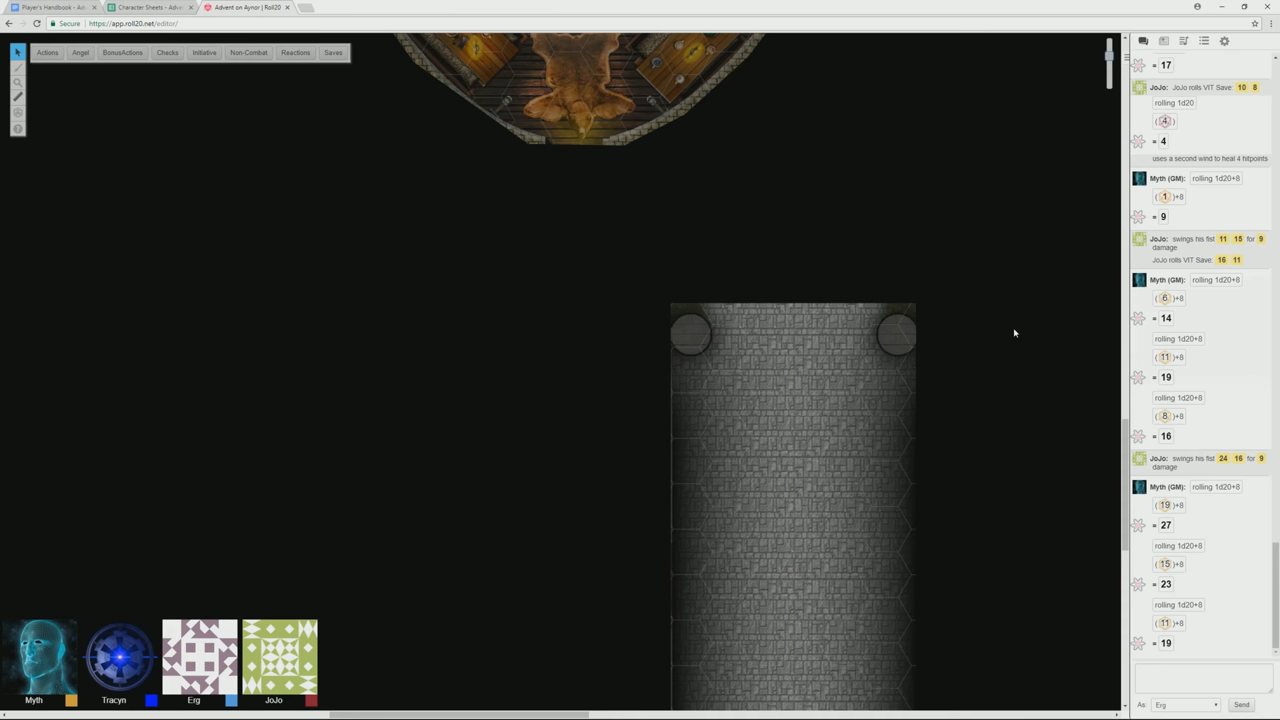 Player's Handbook - Ad
Character Sheets - Adve
Advent on Aynor | Roll20
Secure
https://app.roll20.net/editor/
Actions
Angel
BonusActions
Checks
Initiative
Non-Combat
Reactions
Saves
= 17
JoJo: JoJo rolls VIT Save: 10 8
rolling 1d20
(4)
= 4
uses a second wind to heal 4 hitpoints
Myth (GM): rolling 1d20+8
(1)+8
= 9
JoJo: swings his fist 11 15 for 9
damage
JoJo rolls VIT Save: 16 11
Myth (GM): rolling 1d20+8
(6)+8
= 14
rolling 1d20+8
(11)+8
= 19
rolling 1d20+8
(8)+8
= 16
JoJo: swings his fist 24 16 for 9
damage
Myth (GM): rolling 1d20+8
(19)+8
= 27
rolling 1d20+8
(15)+8
= 23
rolling 1d20+8
(11)+8
= 19
Myth
Tracyn
Erg
JoJo
As: Erg
Send